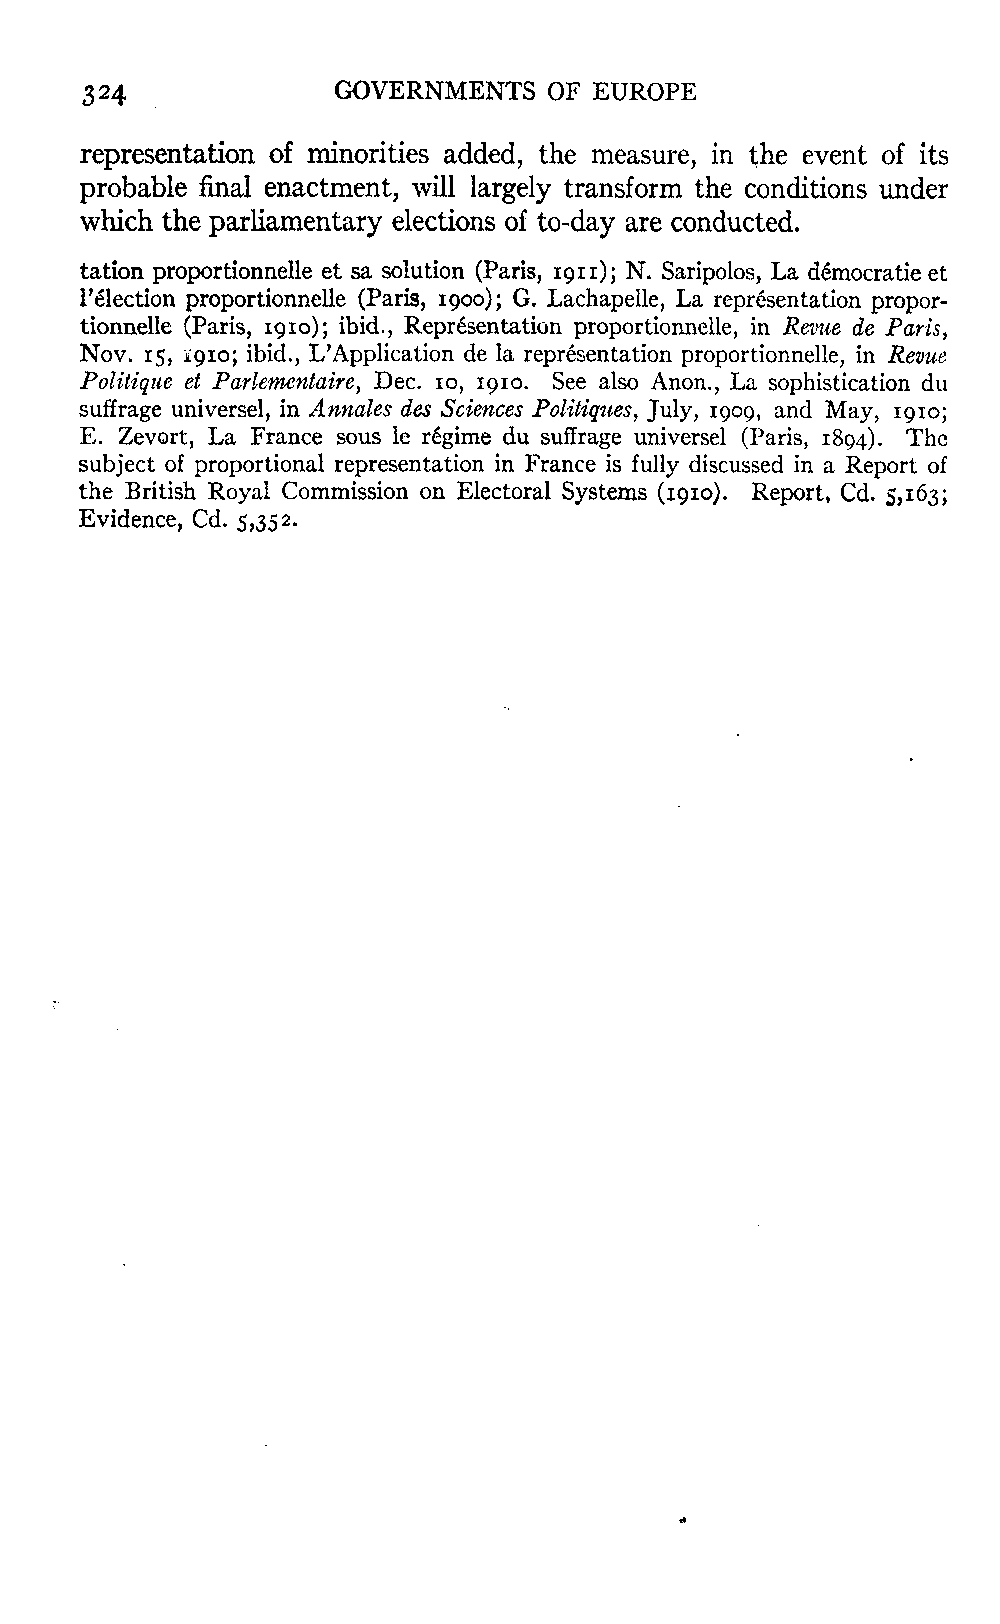 324 GOVERNMENTS OF EUROPE
representation of minorities added, the measure, in the event of its
probable final enactment, will largely transform the conditions under
which the parliamentary elections of to-day are conducted.
tation proportionnelle et sa solution (Paris, 1911); N. Saripolos, La démocratie et
l'élection proportionnelle (Paris, 1900); G. Lachapelle, La représentation propor-
tionnelle (Paris, 1910); ibid., Représentation proportionnelle, in Revue de Paris,
Nov. 15, 1910; ibid., L'Application de la représentation proportionnelle, in Revue
Politique et Parlementaire, Dec. 10, 1910. See also Anon., La sophistication du
suffrage universel, in Annales des Sciences Politiques, July, 1909, and May, 1910;
E. Zevort, La France sous le régime du suffrage universel (Paris, 1894). The
subject of proportional representation in France is fully discussed in a Report of
the British Royal Commission on Electoral Systems (1910). Report, Cd. 5,163;
Evidence, Cd. 5,352.